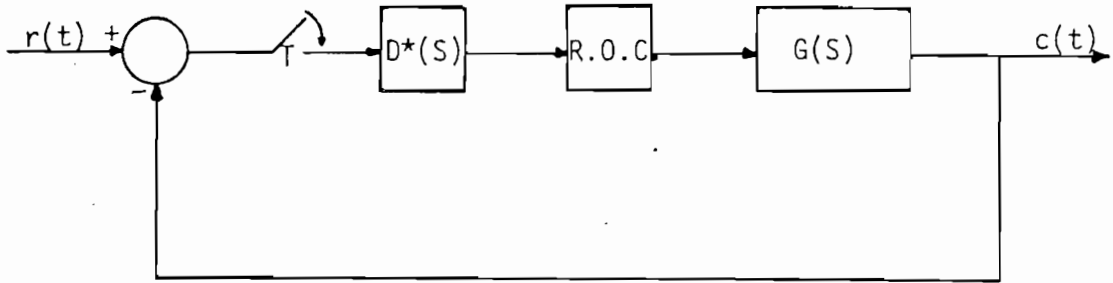 r(t)
+
-
T
D*(S)
R.O.C
G(S)
c(t)